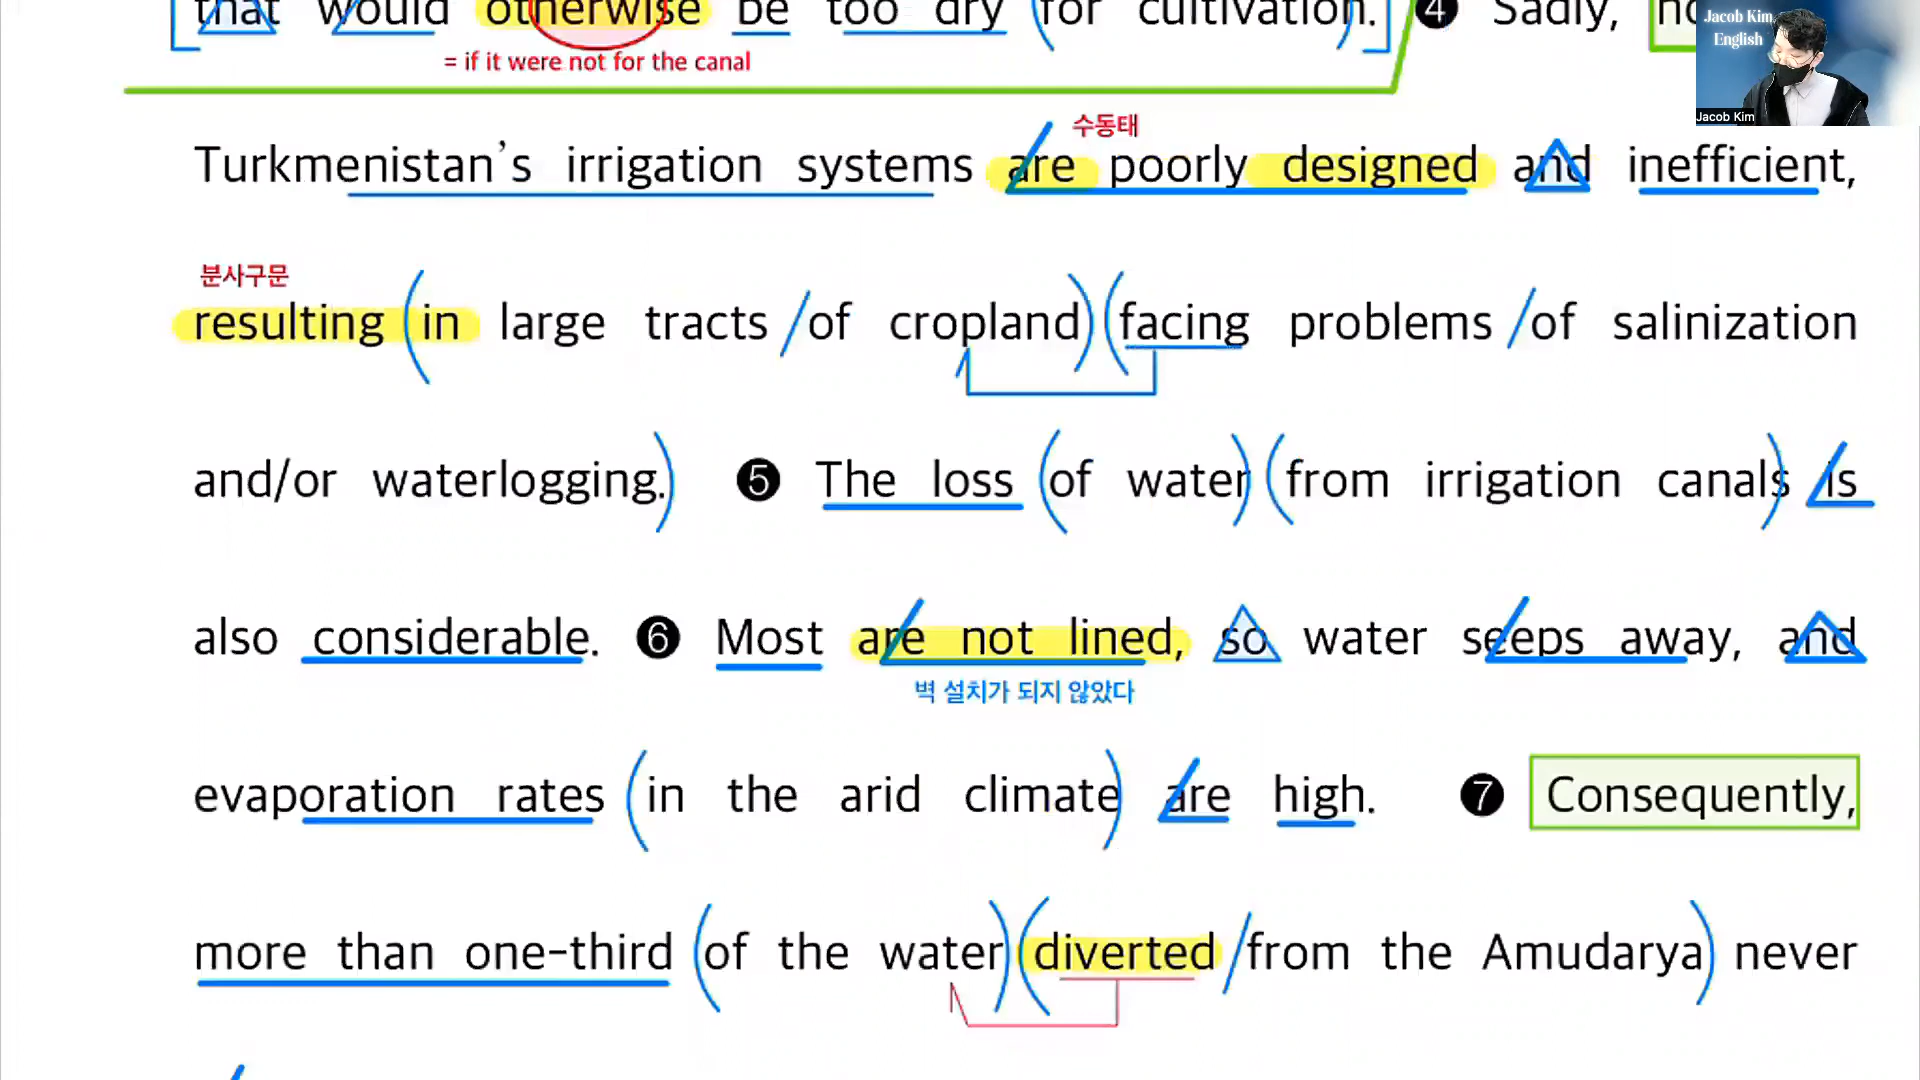 that would otherwise be too dry for cultivation. ❹ Sadly,
= if it were not for the canal
Jacob Kim
English
Jacob Kim
수동태
Turkmenistan's irrigation systems are poorly designed and inefficient,
분사구문
resulting in large tracts / of cropland) (facing problems / of salinization
and/or waterlogging.) ❺ The loss (of water) (from irrigation canals) is
also considerable. ❻ Most are not lined, so water seeps away, and
벽 설치가 되지 않았다
evaporation rates (in the arid climate) are high. ❼ Consequently,
more than one-third (of the water) (diverted / from the Amudarya) never